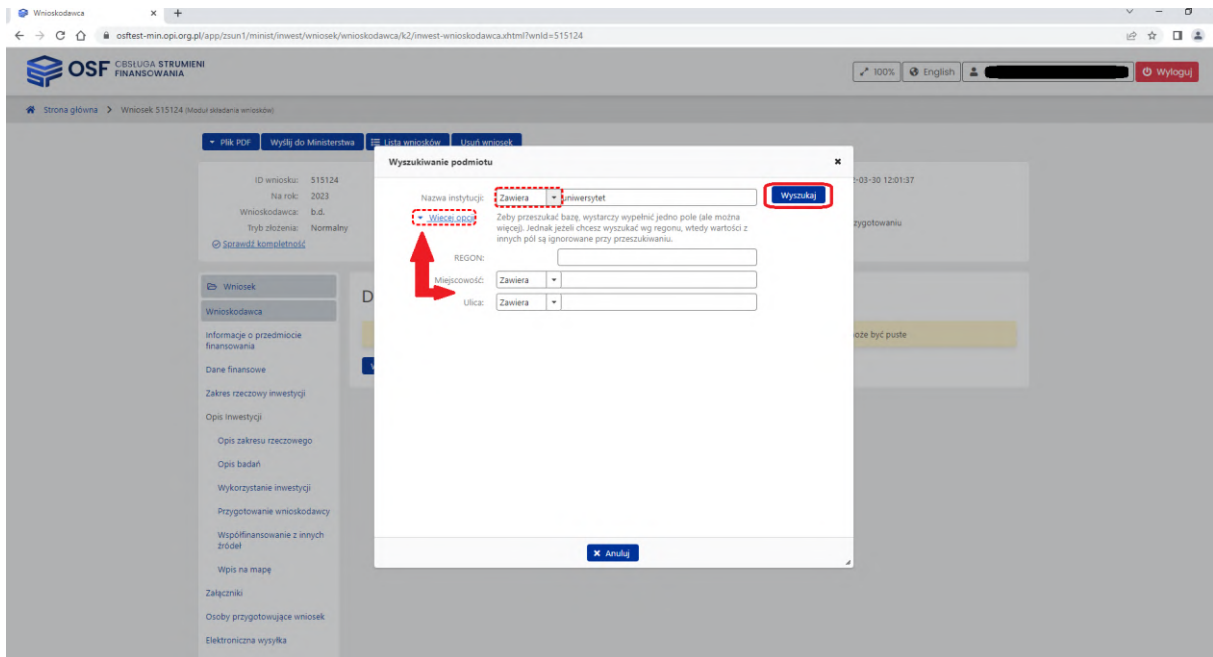 Wnioskodawca
osftest-min.opi.org.pl/app/zsun1/minist/inwest/wniosek/wnioskodawca/k2/inwest-wnioskodawca.xhtml?wnId=515124
OSF OBSŁUGA STRUMIENI
FINANSOWANIA
100% English Wyloguj
Strona główna > Wniosek 515124 (Moduł składania wniosków)
Plik PDF Wyślij do Ministerstwa Lista wniosków Usuń wniosek
Wyszukiwanie podmiotu
ID wniosku: 515124
2-03-30 12:01:37
Na rok: 2023
Wnioskodawca: b.d.
Tryb złożenia: Normalny
zygotowaniu
Sprawdź kompletność
Nazwa instytucji: Zawiera uniwersytet Wyszukaj
Więcej opcji
Żeby przeszukać bazę, wystarczy wypełnić jedno pole (ale można
więcej). Jednak jeżeli chcesz wyszukać wg regonu, wtedy wartości z
innych pól są ignorowane przy przeszukiwaniu.
REGON:
Miejscowość: Zawiera
Ulica: Zawiera
Anuluj
Wniosek
D
Wnioskodawca
Informacje o przedmiocie
finansowania
oże być puste
Dane finansowe
Zakres rzeczowy inwestycji
Opis Inwestycji
Opis zakresu rzeczowego
Opis badań
Wykorzystanie inwestycji
Przygotowanie wnioskodawcy
Współfinansowanie z innych
źródeł
Wpis na mapę
Załączniki
Osoby przygotowujące wniosek
Elektroniczna wysyłka